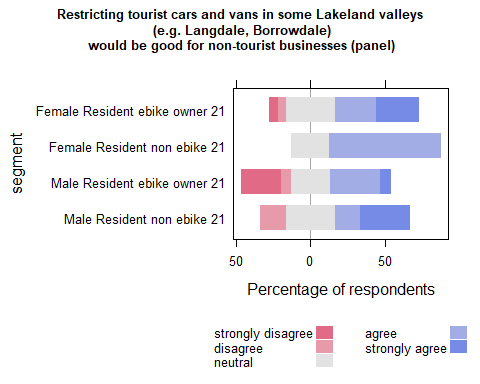 Restricting tourist cars and vans in some Lakeland valleys
(e.g. Langdale, Borrowdale)
would be good for non-tourist businesses (panel)
segment
Female Resident ebike owner 21
Female Resident non ebike 21
Male Resident ebike owner 21
Male Resident non ebike 21
50 0 50
Percentage of respondents
strongly disagree agree
disagree strongly agree
neutral